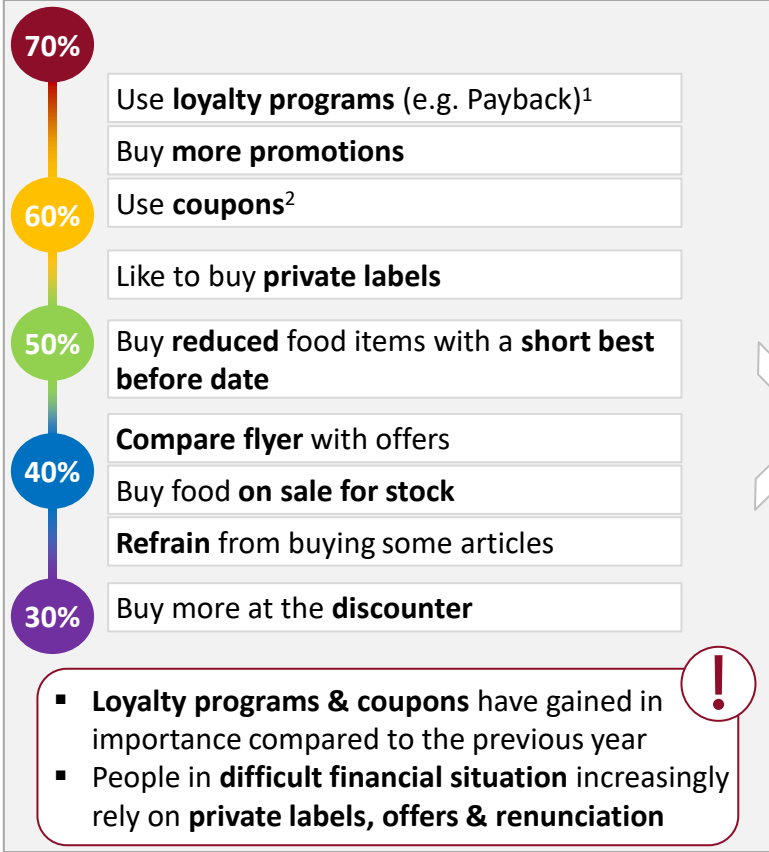 70%
Use loyalty programs (e.g. Payback)¹
Buy more promotions
60%
Use coupons²
Like to buy private labels
50%
Buy reduced food items with a short best
before date
Compare flyer with offers
40%
Buy food on sale for stock
Refrain from buying some articles
30%
Buy more at the discounter
!
▪ Loyalty programs & coupons have gained in
importance compared to the previous year
▪ People in difficult financial situation increasingly
rely on private labels, offers & renunciation